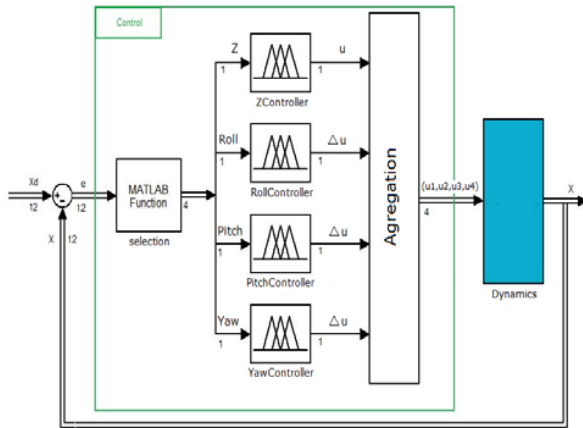 Control
Z
1
1
u
ZController
Roll
1
1
△u
RollController
Xd
12
+
-
e
12
MATLAB
Function
selection
4
X
12
Pitch
1
1
△u
PitchController
Yaw
1
1
△u
YawController
Agregation
(u1,u2,u3,u4)
4
Dynamics
X